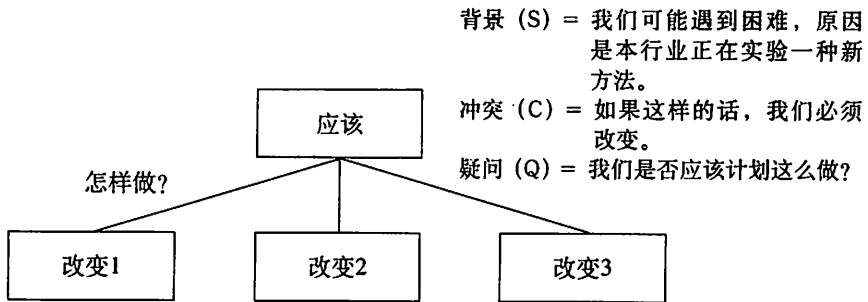 背景（S）= 我们可能遇到困难，原因
是本行业正在实验一种新
方法。
冲突（C）= 如果这样的话，我们必须
改变。
疑问（Q）= 我们是否应该计划这么做？
应该
怎样做？
改变1
改变2
改变3